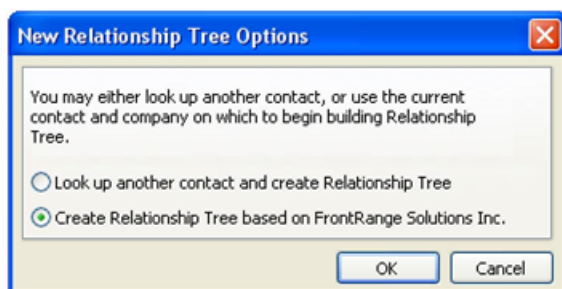 New Relationship Tree Options
You may either look up another contact, or use the current
contact and company on which to begin building Relationship
Tree.
Look up another contact and create Relationship Tree
Create Relationship Tree based on FrontRange Solutions Inc.
OK Cancel